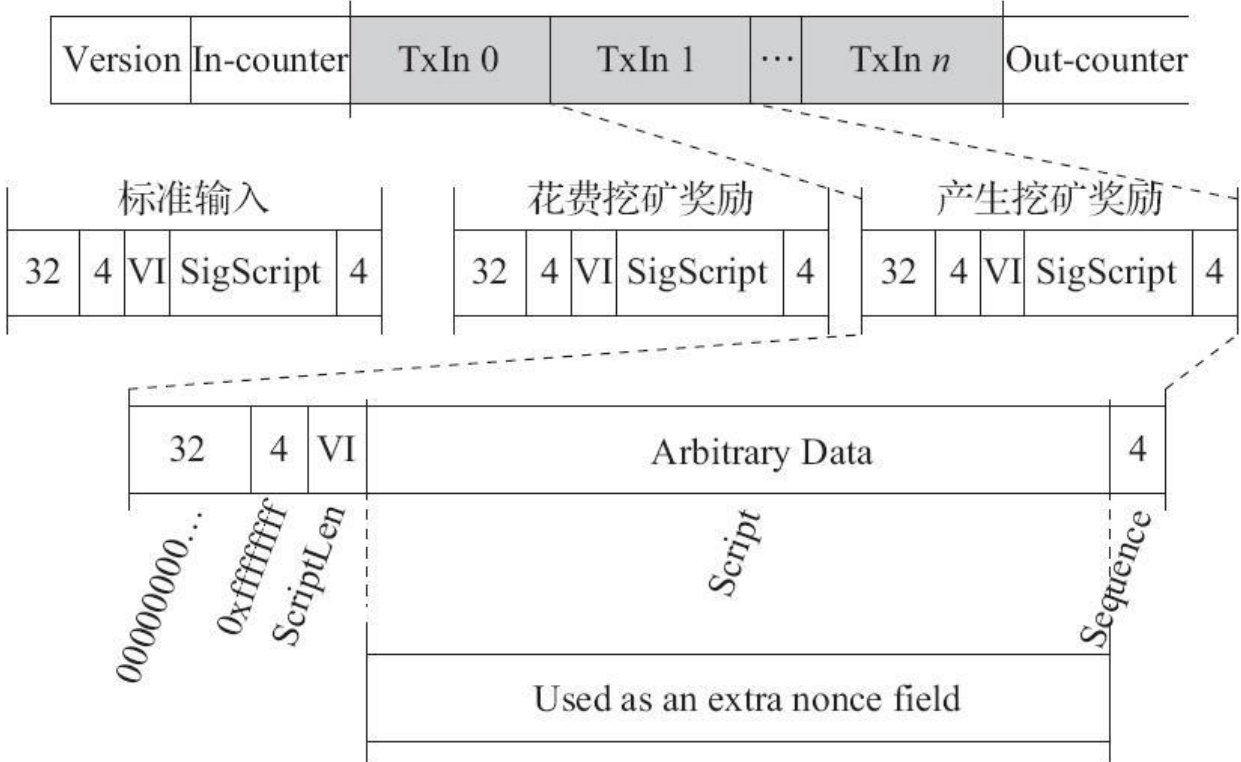 Version In-counter TxIn 0 TxIn 1 … TxIn n Out-counter
标准输入 花费挖矿奖励 产生挖矿奖励
32 4 VI SigScript 4 32 4 VI SigScript 4 32 4 VI SigScript 4
32 4 VI Arbitrary Data 4
00000000… 0xffffffff ScriptLen Script Sequence
Used as an extra nonce field